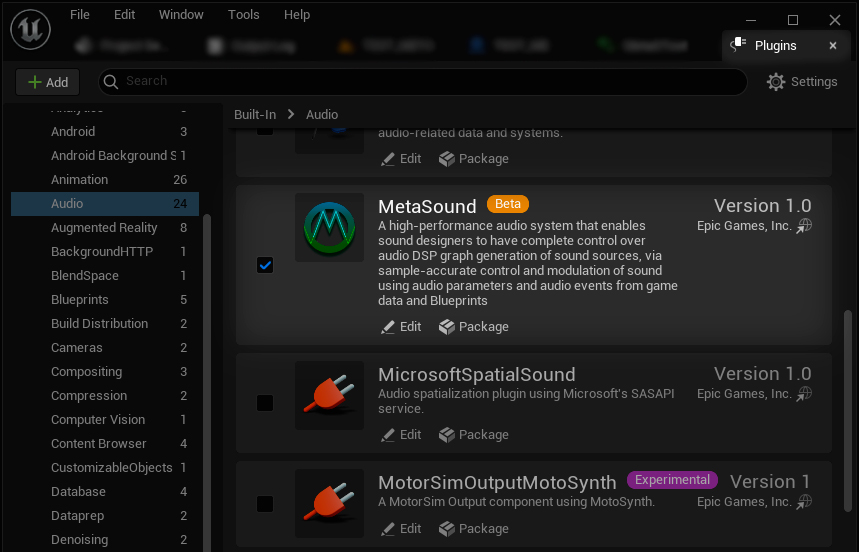 File Edit Window Tools Help
Plugins
Add Search Settings
Built-In > Audio
Android 3
Android Background S 1
Animation 26
Audio 24
Augmented Reality 8
BackgroundHTTP 1
BlendSpace 1
Blueprints 5
Build Distribution 2
Cameras 2
Compositing 3
Compression 2
Computer Vision 1
Content Browser 4
CustomizableObjects 1
Database 4
Dataprep 2
Denoising 2
audio-related data and systems.
Edit Package
MetaSound Beta Version 1.0
A high-performance audio system that enables Epic Games, Inc.
sound designers to have complete control over
audio DSP graph generation of sound sources, via
sample-accurate control and modulation of sound
using audio parameters and audio events from game
data and Blueprints
Edit Package
MicrosoftSpatialSound Version 1.0
Audio spatialization plugin using Microsoft's SASAPI Epic Games, Inc.
service.
Edit Package
MotorSimOutputMotoSynth Experimental Version 1
A MotorSim Output component using MotoSynth. Epic Games, Inc.
Edit Package